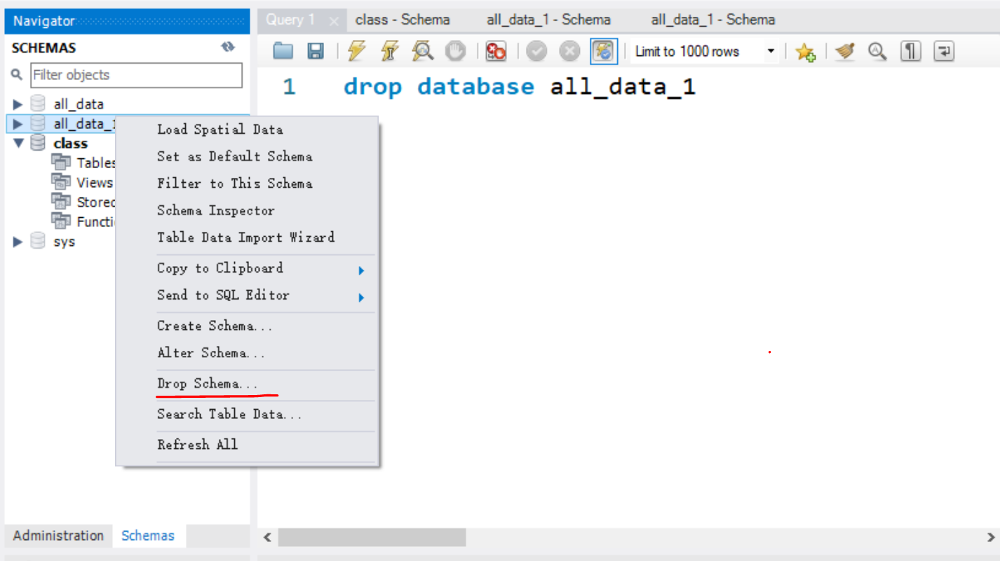 Navigator
SCHEMAS
Filter objects
all_data
all_data_1
class
Tables
Views
Stored
Functi
sys
Administration
Schemas
Query 1
class - Schema
all_data_1 - Schema
all_data_1 - Schema
Limit to 1000 rows
1 drop database all_data_1
Load Spatial Data
Set as Default Schema
Filter to This Schema
Schema Inspector
Table Data Import Wizard
Copy to Clipboard
Send to SQL Editor
Create Schema...
Alter Schema...
Drop Schema...
Search Table Data...
Refresh All